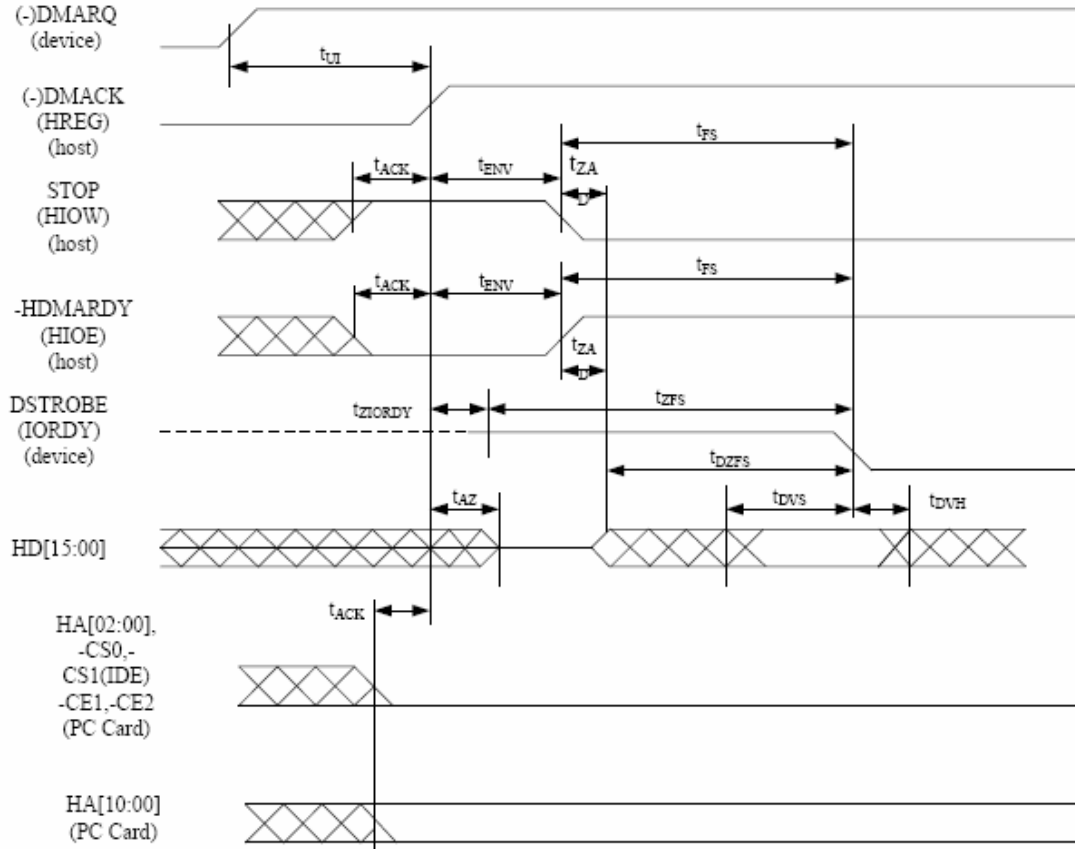 (-)DMARQ
(device)
tUI
(-)DMACK
(HREG)
(host)
tFS
tACK
tENV
tZA
D
STOP
(HIOW)
(host)
tFS
tACK
tENV
-HDMARDY
(HIOE)
(host)
tZA
D
DSTROBE
(IORDY)
(device)
tZIORDY
tZFS
tDZFS
tAZ
tDVS
tDVH
HD[15:00]
tACK
HA[02:00],
-CS0,-
CS1(IDE)
-CE1,-CE2
(PC Card)
HA[10:00]
(PC Card)